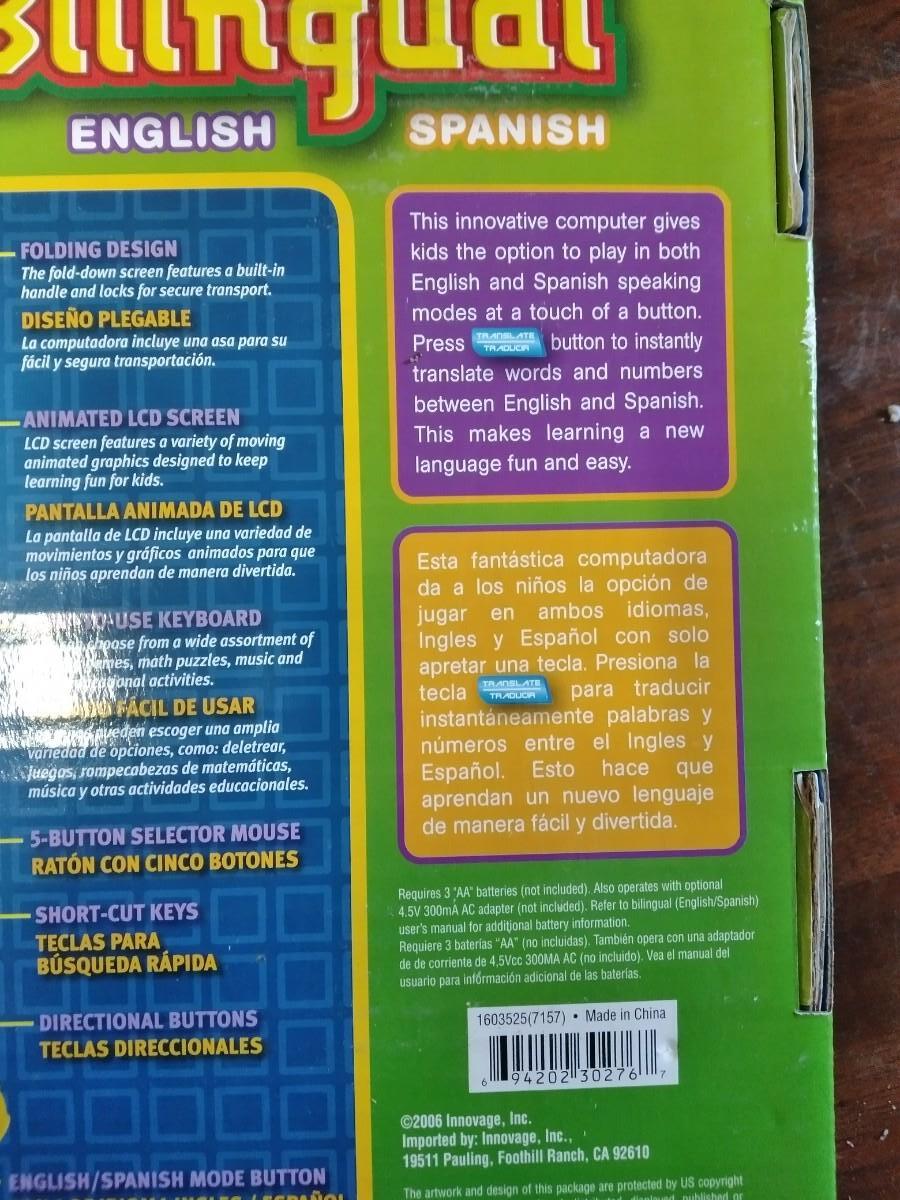 Bilingual
ENGLISH
SPANISH
FOLDING DESIGN
The fold-down screen features a built-in
handle and locks for secure transport.
DISEÑO PLEGABLE
La computadora incluye una asa para su
fácil y segura transportación.
ANIMATED LCD SCREEN
LCD screen features a variety of moving
animated graphics designed to keep
learning fun for kids.
PANTALLA ANIMADA DE LCD
La pantalla de LCD incluye una variedad de
movimientos y gráficos animados para que
los niños aprendan de manera divertida.
USE KEYBOARD
choose from a wide assortment of
math puzzles, music and
activities.
FÁCIL DE USAR
pueden escoger una amplia
variedad de opciones, como: deletrear,
juegos, rompecabezas de matemáticas,
música y otras actividades educacionales.
5-BUTTON SELECTOR MOUSE
RATÓN CON CINCO BOTONES
SHORT-CUT KEYS
TECLAS PARA
BÚSQUEDA RÁPIDA
DIRECTIONAL BUTTONS
TECLAS DIRECCIONALES
ENGLISH/SPANISH MODE BUTTON
This innovative computer gives
kids the option to play in both
English and Spanish speaking
modes at a touch of a button.
Press TRANSLATE TRADUCIR button to instantly
translate words and numbers
between English and Spanish.
This makes learning a new
language fun and easy.
Esta fantástica computadora
da a los niños la opción de
jugar en ambos idiomas,
Ingles y Español con solo
apretar una tecla. Presiona la
tecla TRANSLATE TRADUCIR para traducir
instantáneamente palabras y
números entre el Ingles y
Español. Esto hace que
aprendan un nuevo lenguaje
de manera fácil y divertida.
Requires 3 "AA" batteries (not included). Also operates with optional
4.5V 300mA AC adapter (not included). Refer to bilingual (English/Spanish)
user's manual for additional battery information.
Requiere 3 baterías "AA" (no incluidas). También opera con una adaptador
de de corriente de 4,5Vcc 300MA AC (no incluido). Vea el manual del
usuario para información adicional de las baterías.
1603525(7157) • Made in China
6 94202 30276 7
©2006 Innovage, Inc.
Imported by: Innovage, Inc.,
19511 Pauling, Foothill Ranch, CA 92610
The artwork and design of this package are protected by US copyright